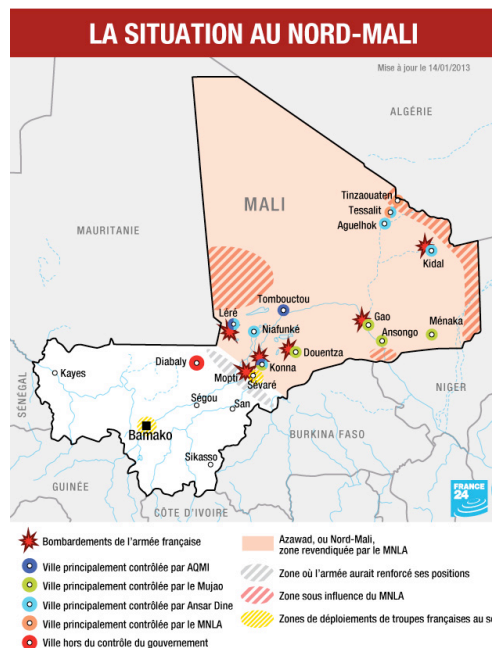 LA SITUATION AU NORD-MALI
Mise à jour le 14/01/2013
ALGÉRIE
MALI
MAURITANIE
Tinzaouaten
Tessalit
Aguelhok
Kidal
Tombouctou
Léré
Niafunké
Gao
Ansongo
Ménaka
Douentza
Konna
Mopti
Sévaré
Diabaly
Kayes
Ségou
San
Bamako
Sikasso
SÉNÉGAL
NIGER
BURKINA FASO
GUINÉE
CÔTE D'IVOIRE
FRANCE
24
Bombardements de l'armée française
Ville principalement contrôlée par AQMI
Ville principalement contrôlée par le Mujao
Ville principalement contrôlée par Ansar Dine
Ville principalement contrôlée par le MNLA
Ville hors du contrôle du gouvernement
Azawad, ou Nord-Mali,
zone revendiquée par le MNLA
Zone où l'armée aurait renforcé ses positions
Zone sous influence du MNLA
Zones de déploiements de troupes françaises au